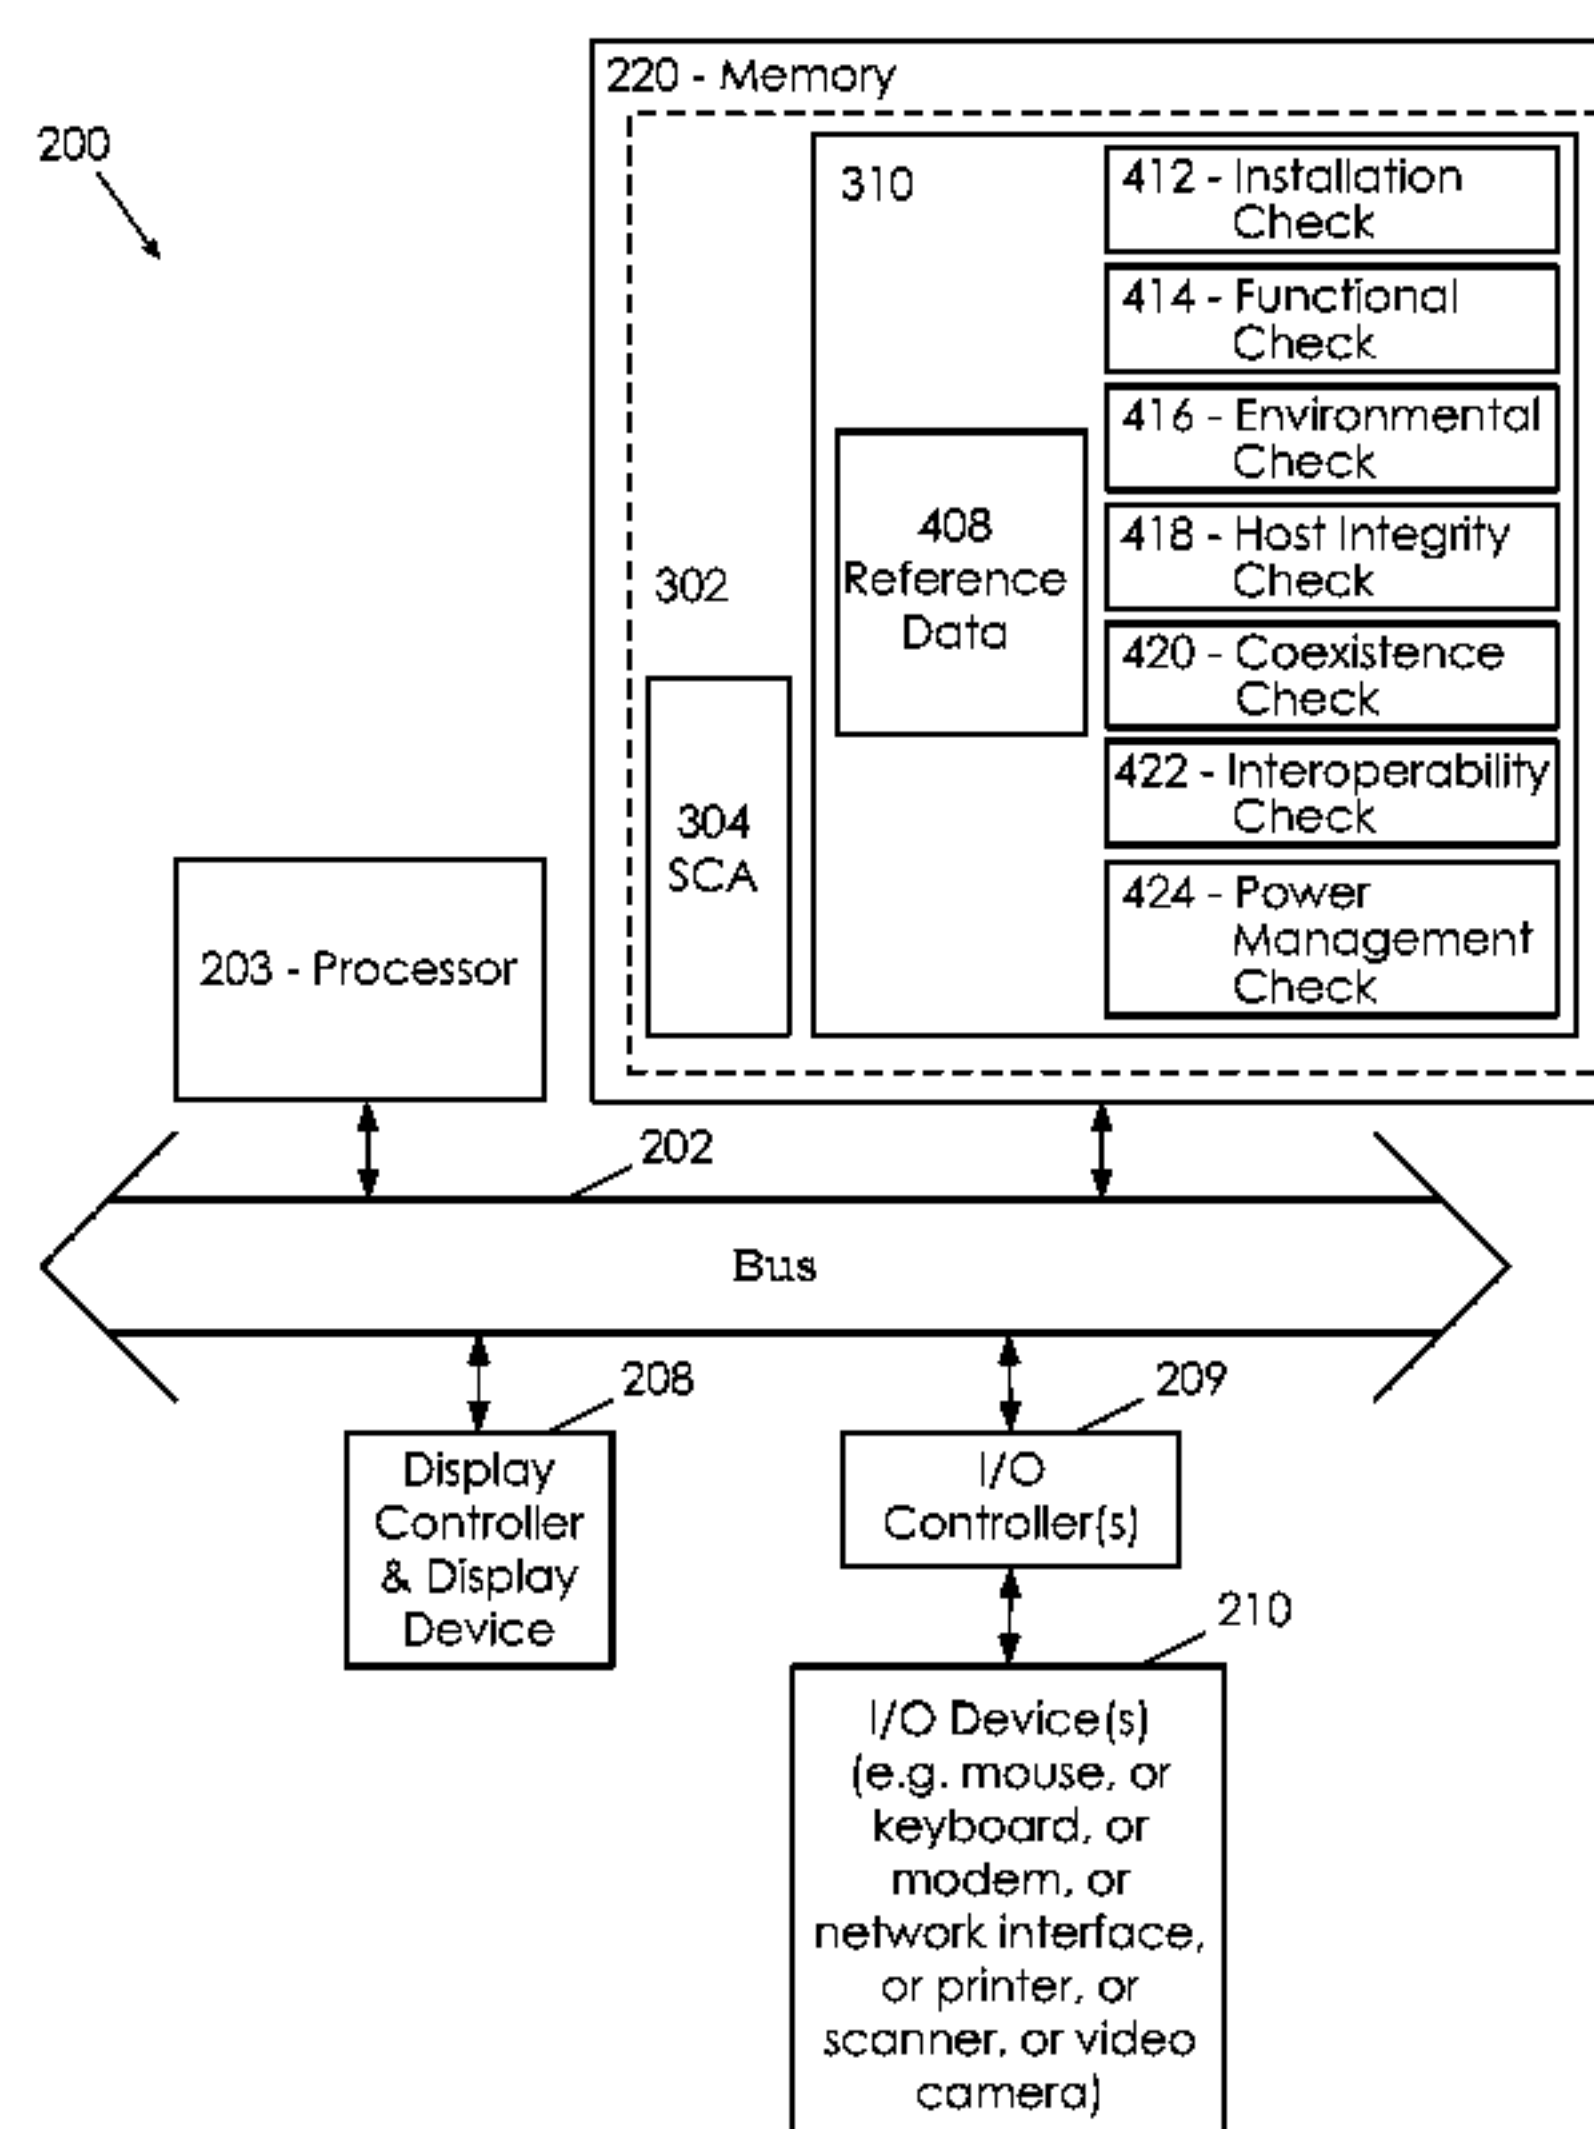 220 - Memory
200
310
412 - Installation
Check
414 - Functional
Check
416 - Environmental
Check
408
Reference
Data
418 - Host Integrity
Check
302
420 - Coexistence
Check
422 - Interoperability
Check
304
SCA
424 - Power
Management
Check
203 - Processor
202
Bus
208
209
Display
Controller
& Display
Device
I/O
Controller(s)
210
I/O Device(s)
(e.g. mouse, or
keyboard, or
modem, or
network interface,
or printer, or
scanner, or video
camera)